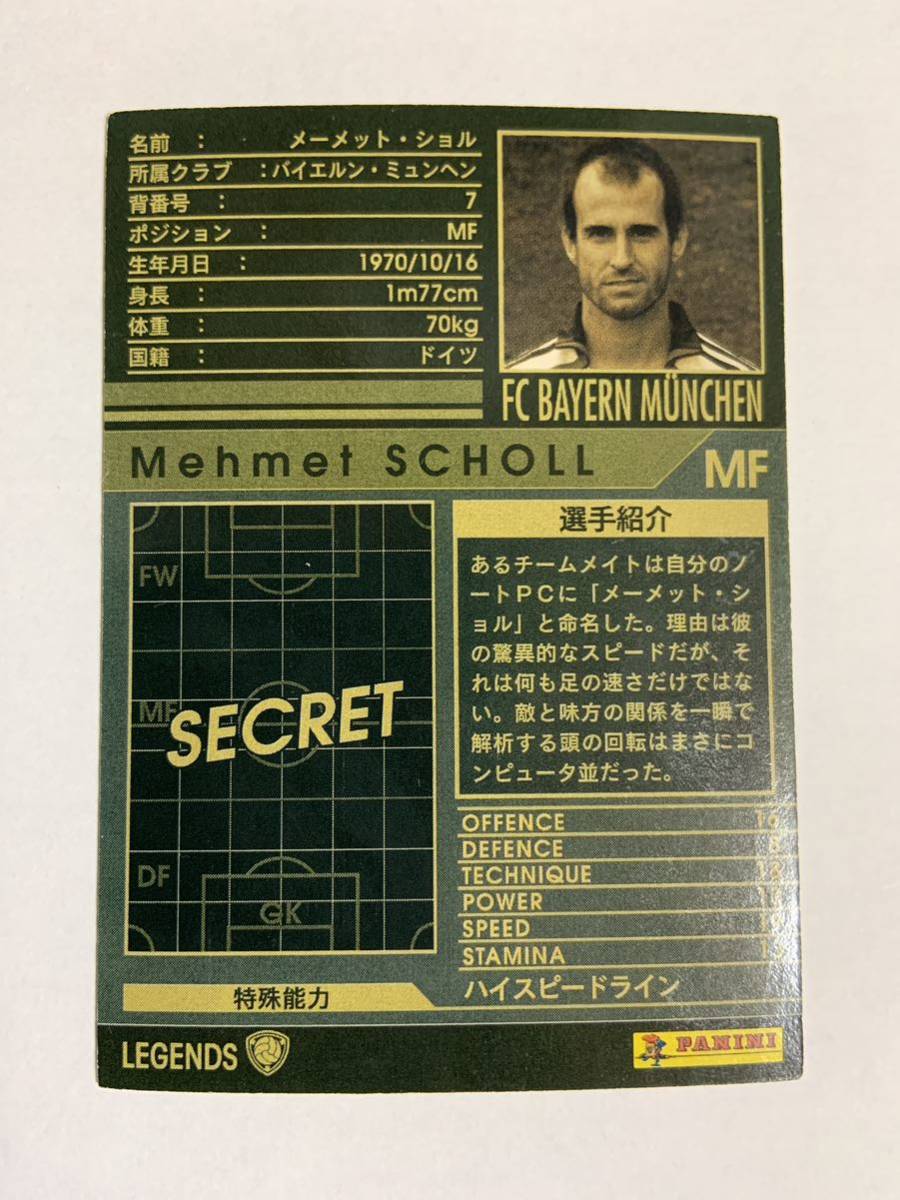 名前 : メーメット・ショル
所属クラブ :バイエルン・ミュンヘン
背番号 : 7
ポジション : MF
生年月日 : 1970/10/16
身長 : 1m77cm
体重 : 70kg
国籍 : ドイツ
FC BAYERN MÜNCHEN
Mehmet SCHOLL
MF
FW
MF
SECRET
DF
GK
選手紹介
あるチームメイトは自分のノ
ートPCに「メーメット・シ
ョル」と命名した。理由は彼
の驚異的なスピードだが、そ
れは何も足の速さだけではな
い。敵と味方の関係を一瞬で
解析する頭の回転はまさにコ
ンピュータ並だった。
OFFENCE 16
DEFENCE
TECHNIQUE 18
POWER
SPEED
STAMINA
特殊能力
ハイスピードライン
LEGENDS
PANINI